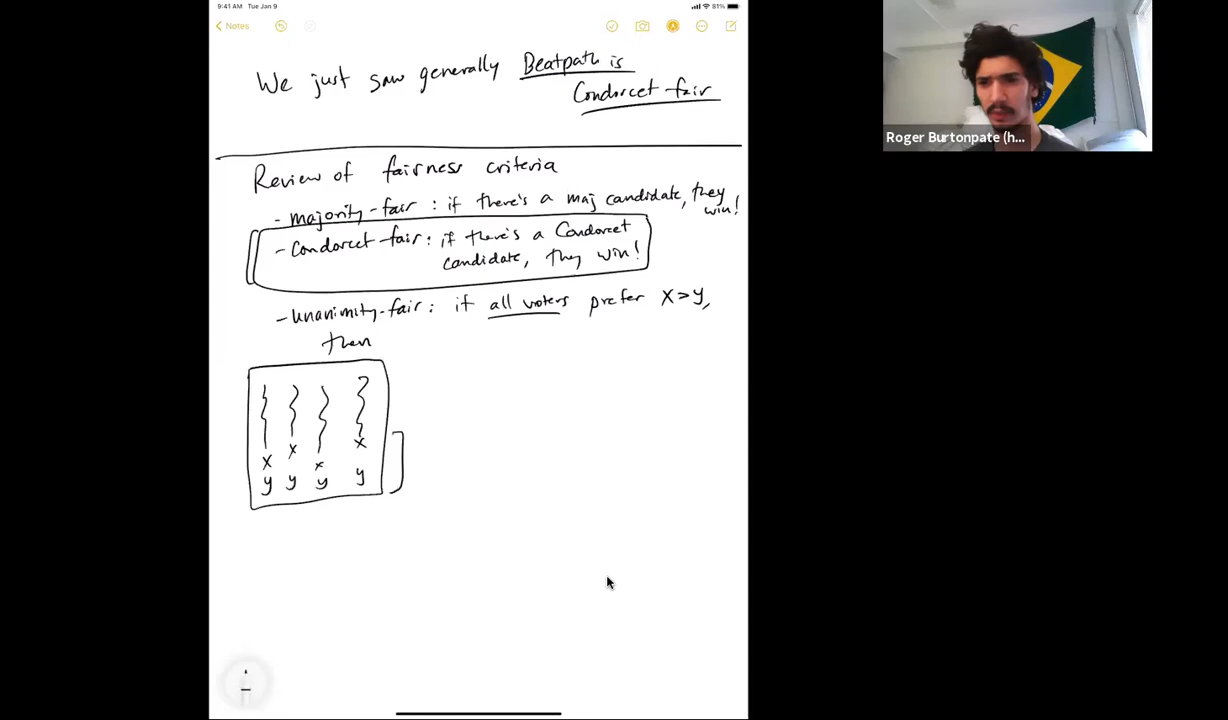 9:41 AM Tue Jan 9
81%
Notes
We just saw generally Beatpath is
Condorcet fair
Roger Burtonpate (h...
Review of fairness criteria
- majority-fair : if there's a maj candidate, they
win!
- Condorcet-fair: if there's a Condorcet
candidate, they win!
- Unanimity-fair: if all voters prefer X>Y,
then
x x x x
y y y y